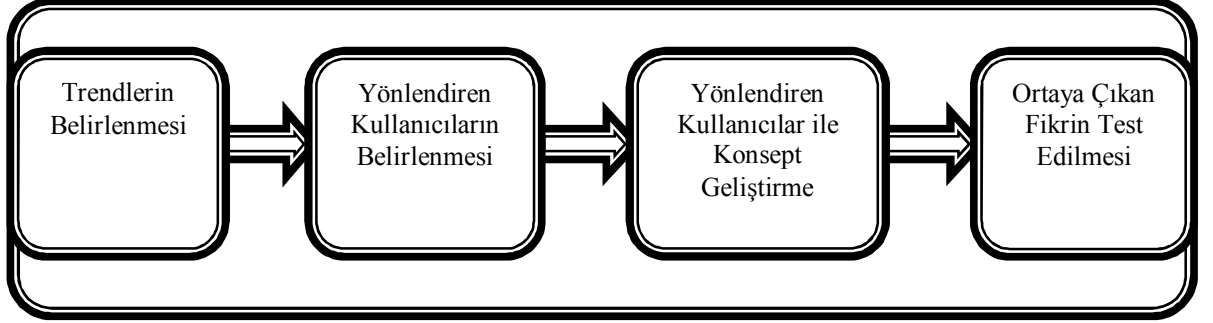 Trendlerin
Belirlenmesi
Yönlendiren
Kullanıcıların
Belirlenmesi
Yönlendiren
Kullanıcılar ile
Konsept
Geliştirme
Ortaya Çıkan
Fikrin Test
Edilmesi